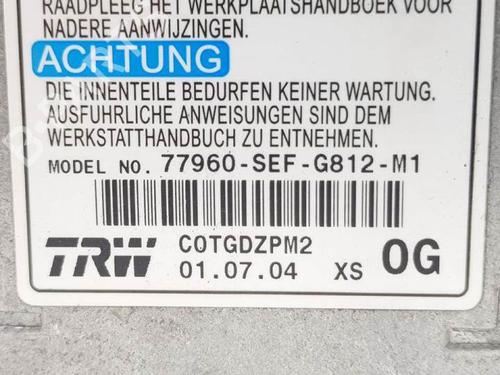 RAADPLEEG HET WERKPLAATSHANDBOEK VOOR
NADERE AANWIJZINGEN.
ACHTUNG
DIE INNENTEILE BEDURFEN KEINER WARTUNG.
AUSFUHRLICHE ANWEISUNGEN SIND DEM
WERKSTATTHANDBUCH ZU ENTNEHMEN.
MODEL NO. 77960-SEF-G812-M1
TRW
COTGDZPM2
01.07.04 XS
0G